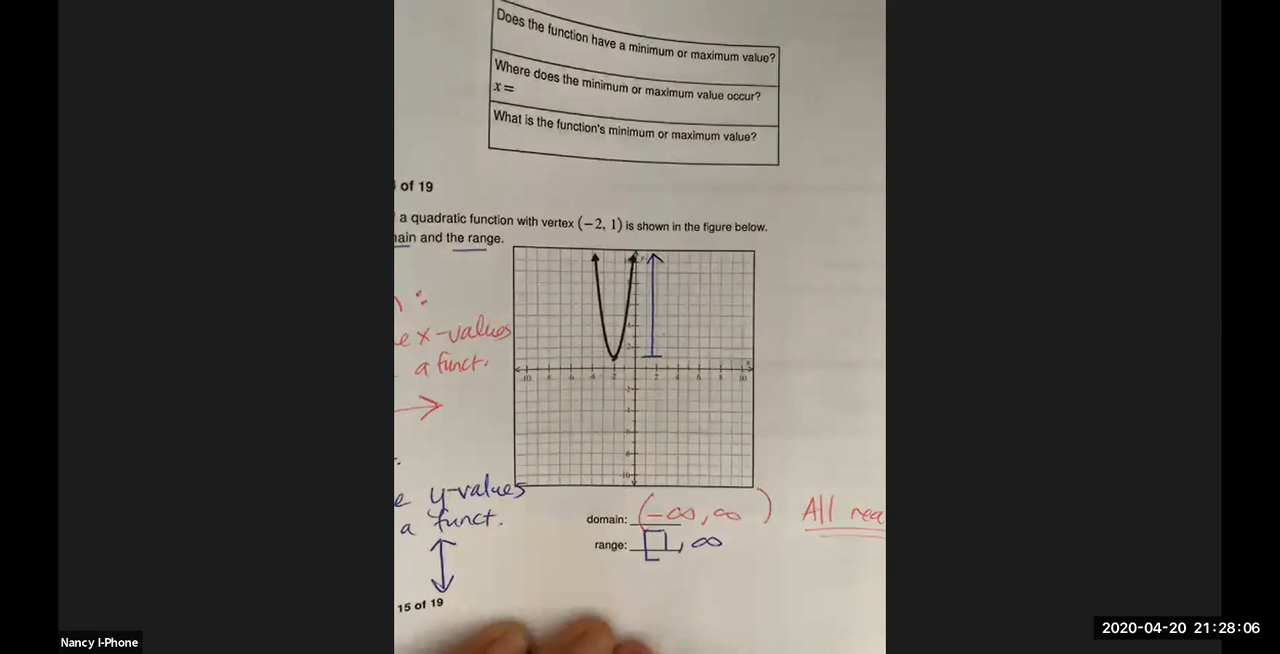 Does the function have a minimum or maximum value?
Where does the minimum or maximum value occur?
x =
What is the function's minimum or maximum value?
of 19
a quadratic function with vertex (−2, 1) is shown in the figure below.
ain and the range.
:
e x-values
a funct.
e y-values
a funct.
domain: (-∞, ∞) All rea
range: [ , ∞
15 of 19
Nancy I-Phone
2020-04-20 21:28:06